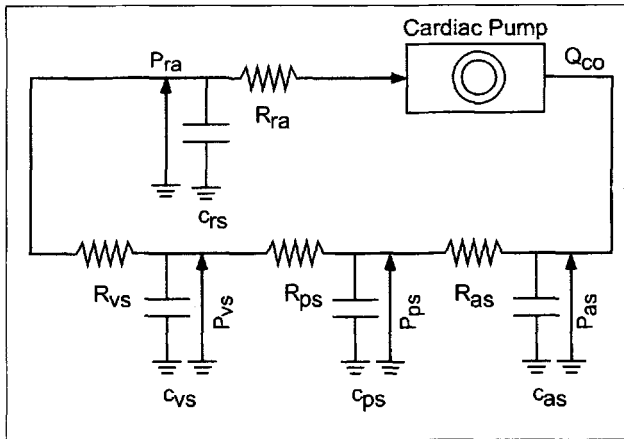 Cardiac Pump
Pra
Qco
Rra
crs
Rvs
Pvs
Rps
Pps
Ras
Pas
cvs
cps
cas